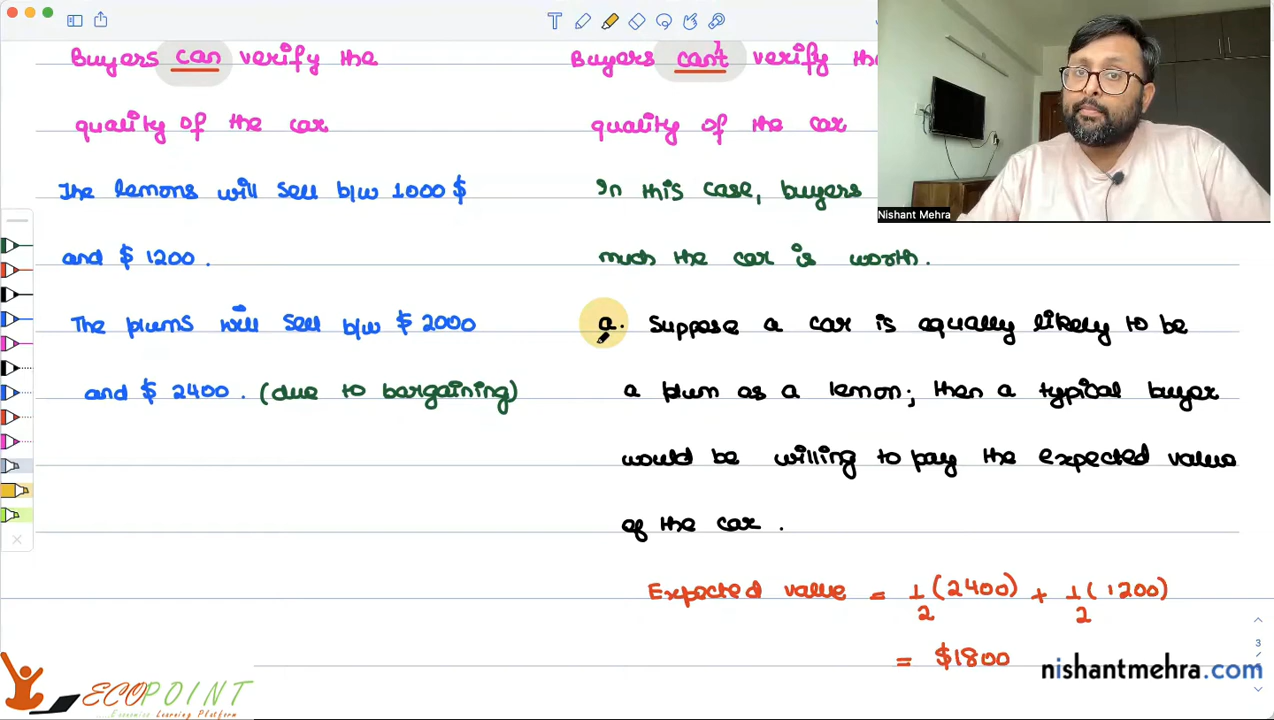 Buyers can verify the
quality of the car
The lemons will sell b/w 1000 $
and $ 1200 .
The plums will sell b/w $ 2000
and $ 2400 . (due to bargaining)
Buyers can't verify the
quality of the car
In this case, buyers
much the car is worth .
a. Suppose a car is equally likely to be
a plum as a lemon; then a typical buyer
would be willing to pay the expected value
of the car .
Expected value = 1/2 (2400) + 1/2 (1200)
= $1800
Nishant Mehra
3
ECOPOINT
Economics Learning Platform
nishantmehra.com